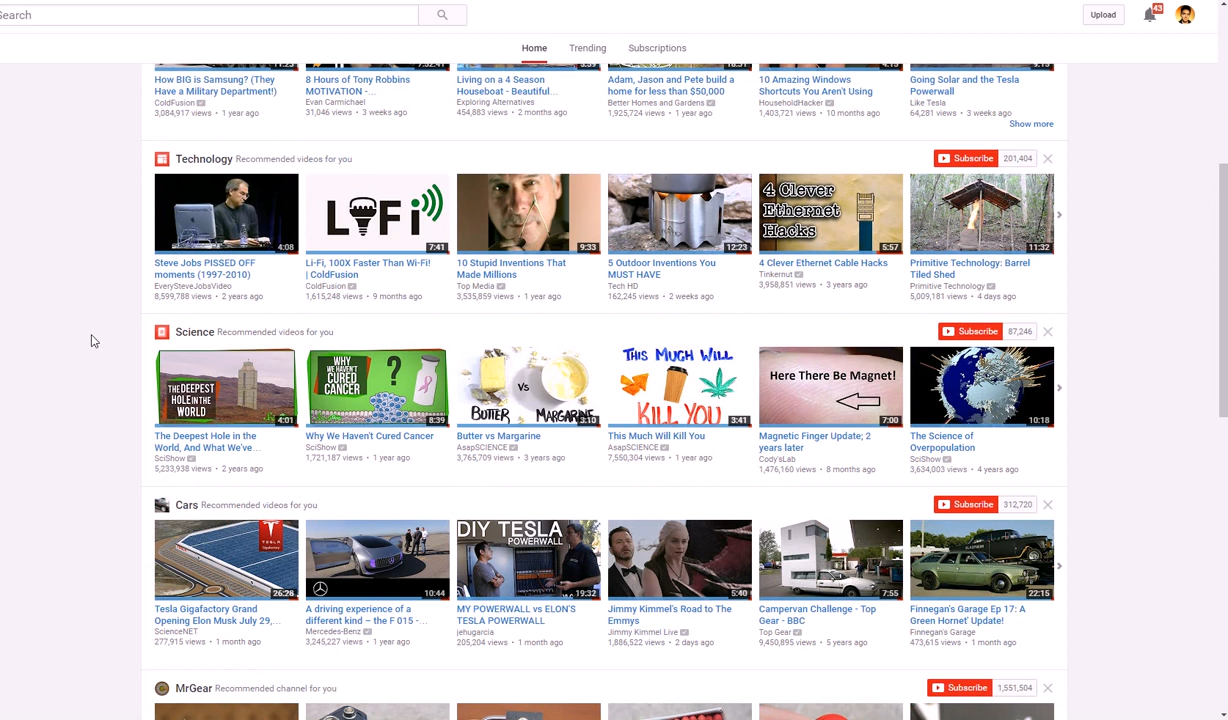 Search
Upload
43
Home Trending Subscriptions
How BIG is Samsung? (They
Have a Military Department!)
ColdFusion
3,084,917 views • 1 year ago
8 Hours of Tony Robbins
MOTIVATION -...
Evan Carmichael
31,046 views • 3 weeks ago
Living on a 4 Season
Houseboat - Beautiful...
Exploring Alternatives
454,883 views • 2 months ago
Adam, Jason and Pete build a
home for less than $50,000
Better Homes and Gardens
1,925,724 views • 1 year ago
10 Amazing Windows
Shortcuts You Aren't Using
HouseholdHacker
1,403,721 views • 10 months ago
Going Solar and the Tesla
Powerwall
Like Tesla
64,281 views • 3 weeks ago
Show more
Technology Recommended videos for you
Subscribe 201,404
4:08
Steve Jobs PISSED OFF
moments (1997-2010)
EverySteveJobsVideo
8,599,788 views • 2 years ago
LiFi
7:41
Li-Fi, 100X Faster Than Wi-Fi!
| ColdFusion
ColdFusion
1,615,248 views • 9 months ago
9:33
10 Stupid Inventions That
Made Millions
Top Media
3,535,859 views • 1 year ago
12:23
5 Outdoor Inventions You
MUST HAVE
Tech HD
162,245 views • 2 weeks ago
4 Clever
Ethernet
Hacks
5:57
4 Clever Ethernet Cable Hacks
Tinkernut
3,958,851 views • 3 years ago
11:32
Primitive Technology: Barrel
Tiled Shed
Primitive Technology
5,009,181 views • 4 days ago
Science Recommended videos for you
Subscribe 87,246
THE DEEPEST
HOLE IN THE
WORLD
4:01
The Deepest Hole in the
World, And What We've...
SciShow
5,233,938 views • 2 years ago
WHY
WE HAVEN'T
CURED
CANCER
?
8:39
Why We Haven't Cured Cancer
SciShow
1,721,187 views • 1 year ago
Vs
BUTTER MARGARINE
3:10
Butter vs Margarine
AsapSCIENCE
3,765,709 views • 3 years ago
THIS MUCH WILL
KILL YOU
3:41
This Much Will Kill You
AsapSCIENCE
7,550,304 views • 1 year ago
Here There Be Magnet!
7:00
Magnetic Finger Update; 2
years later
Cody'sLab
1,476,160 views • 8 months ago
10:18
The Science of
Overpopulation
SciShow
3,634,003 views • 4 years ago
Cars Recommended videos for you
Subscribe 312,720
TESLA
Gigafactory
26:28
Tesla Gigafactory Grand
Opening Elon Musk July 29,...
ScienceNET
277,915 views • 1 month ago
10:44
A driving experience of a
different kind – the F 015 -...
Mercedes-Benz
3,245,227 views • 1 year ago
DIY TESLA
POWERWALL
19:32
MY POWERWALL vs ELON'S
TESLA POWERWALL
jehugarcia
205,204 views • 1 month ago
5:40
Jimmy Kimmel's Road to The
Emmys
Jimmy Kimmel Live
1,886,522 views • 2 days ago
7:55
Campervan Challenge - Top
Gear - BBC
Top Gear
9,450,895 views • 5 years ago
22:15
Finnegan's Garage Ep 17: A
Green Hornet' Update!
Finnegan's Garage
473,615 views • 1 month ago
MrGear Recommended channel for you
Subscribe 1,551,504